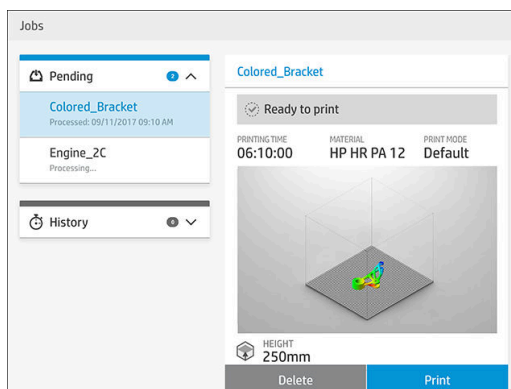 Jobs
Pending 2
Colored_Bracket
Processed: 09/11/2017 09:10 AM
Engine_2C
Processing...
History 6
Colored_Bracket
Ready to print
PRINTING TIME MATERIAL PRINT MODE
06:10:00 HP HR PA 12 Default
HEIGHT
250mm
Delete Print